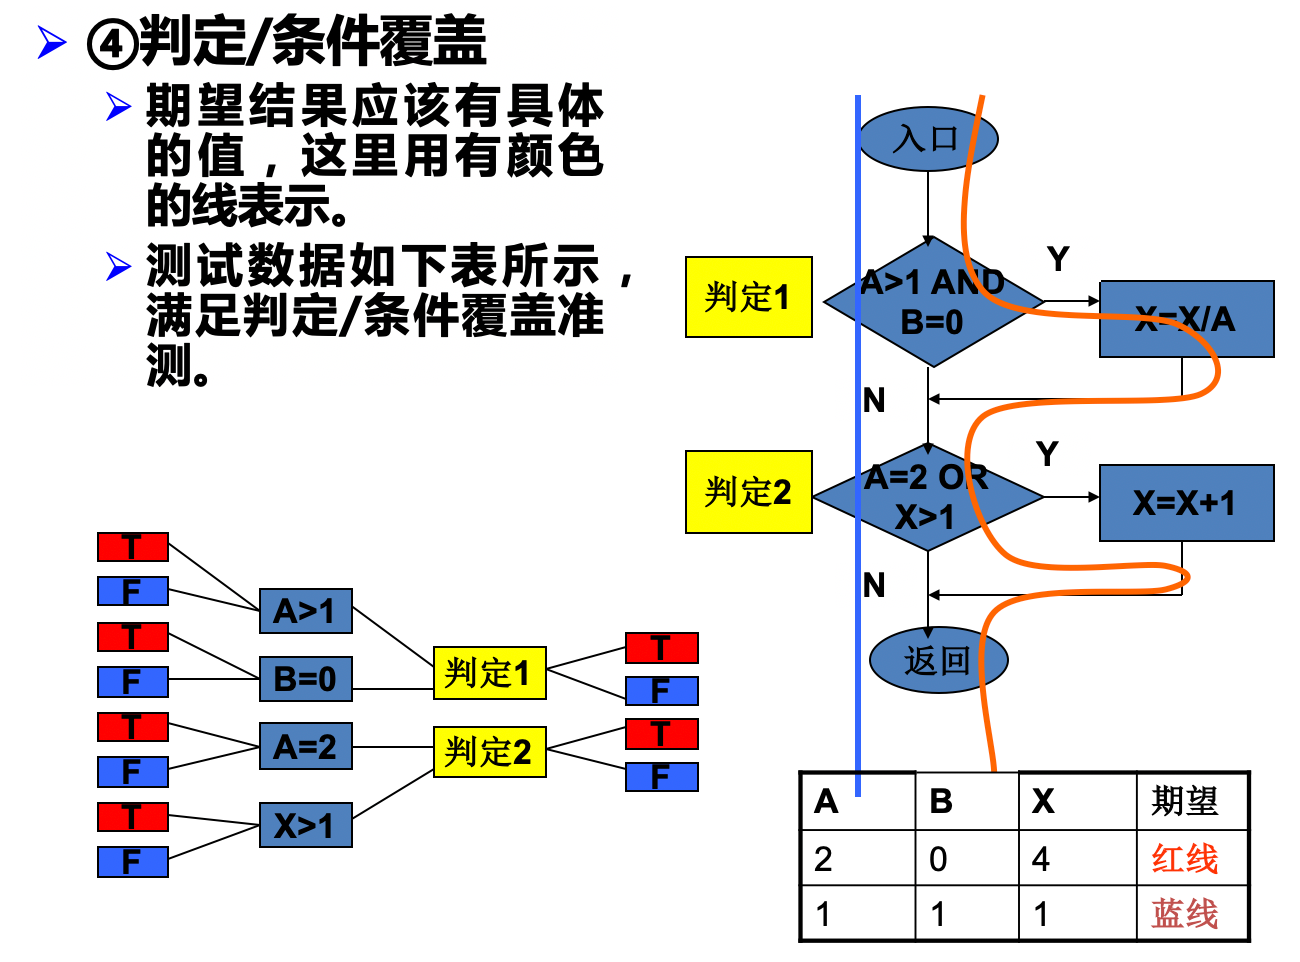 ④判定/条件覆盖
期望结果应该有具体
的值，这里用有颜色
的线表示。
测试数据如下表所示，
满足判定/条件覆盖准
测。
入口
判定1
A>1 AND
B=0
Y
X=X/A
N
判定2
A=2 OR
X>1
Y
X=X+1
N
返回
T
F
T
F
T
F
T
F
A>1
B=0
A=2
X>1
判定1
判定2
T
F
T
F
A B X 期望
2 0 4 红线
1 1 1 蓝线